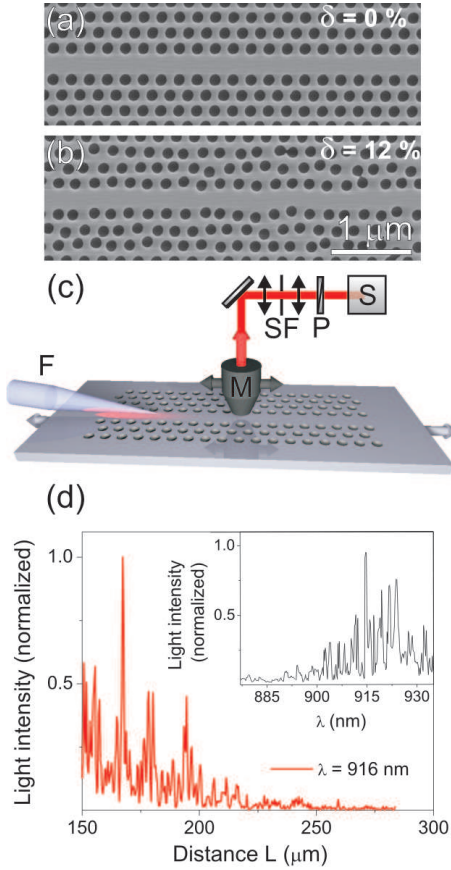 (a)
δ = 0 %
(b)
δ = 12 %
1 μm
(c)
S
SF P
F
M
(d)
Light intensity (normalized)
1.0
0.5
150 200 250 300
Distance L (μm)
λ = 916 nm
Light intensity
(normalized)
1.0
0.5
885 900 915 930
λ (nm)